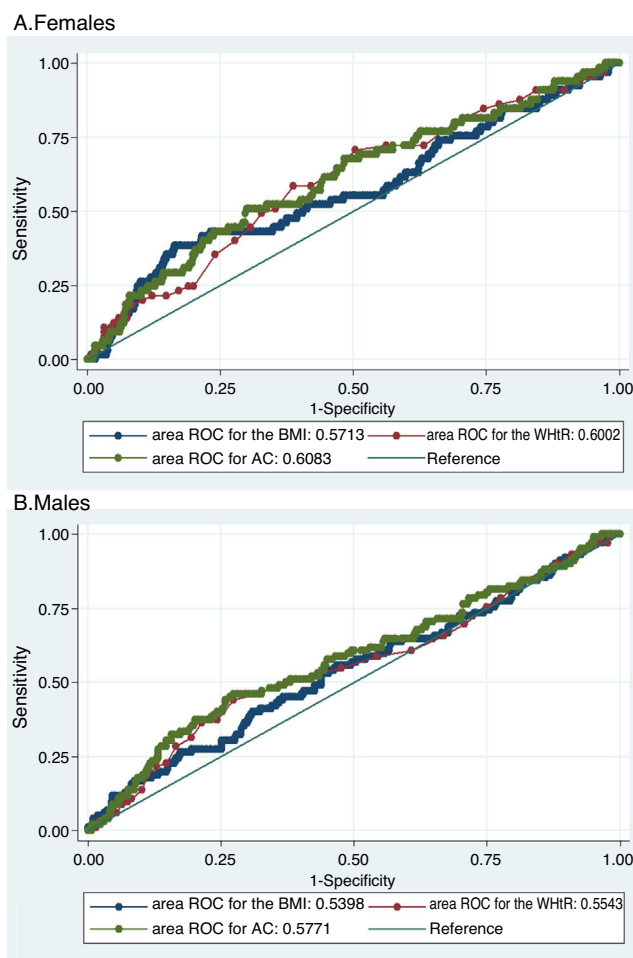 A.Females
1.00
0.75
0.50
0.25
0.00
Sensitivity
0.00 0.25 0.50 0.75 1.00
1-Specificity
area ROC for the BMI: 0.5713 area ROC for the WHtR: 0.6002
area ROC for AC: 0.6083 Reference
B.Males
1.00
0.75
0.50
0.25
0.00
Sensitivity
0.00 0.25 0.50 0.75 1.00
1-Specificity
area ROC for the BMI: 0.5398 area ROC for the WHtR: 0.5543
area ROC for AC: 0.5771 Reference